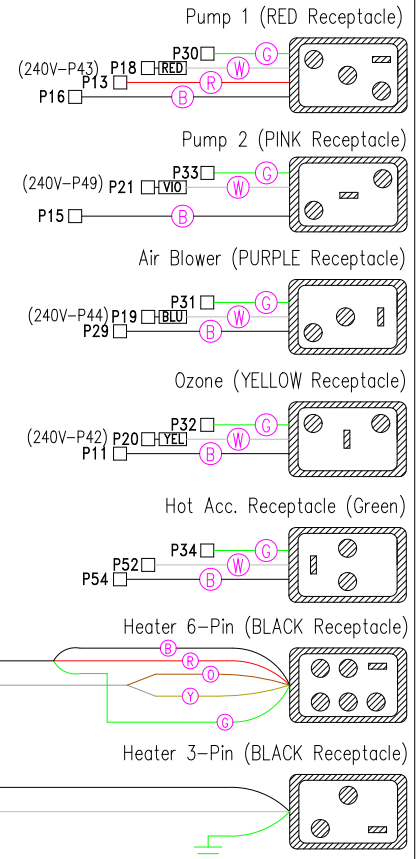 Pump 1 (RED Receptacle)
P30 G
(240V-P43) P18 RED W
P13 R
P16 B
Pump 2 (PINK Receptacle)
P33 G
(240V-P49) P21 VIO W
P15 B
Air Blower (PURPLE Receptacle)
P31 G
(240V-P44) P19 BLU W
P29 B
Ozone (YELLOW Receptacle)
P32 G
(240V-P42) P20 YEL W
P11 B
Hot Acc. Receptacle (Green)
P34 G
P52 W
P54 B
Heater 6-Pin (BLACK Receptacle)
B
R
O
Y
G
Heater 3-Pin (BLACK Receptacle)